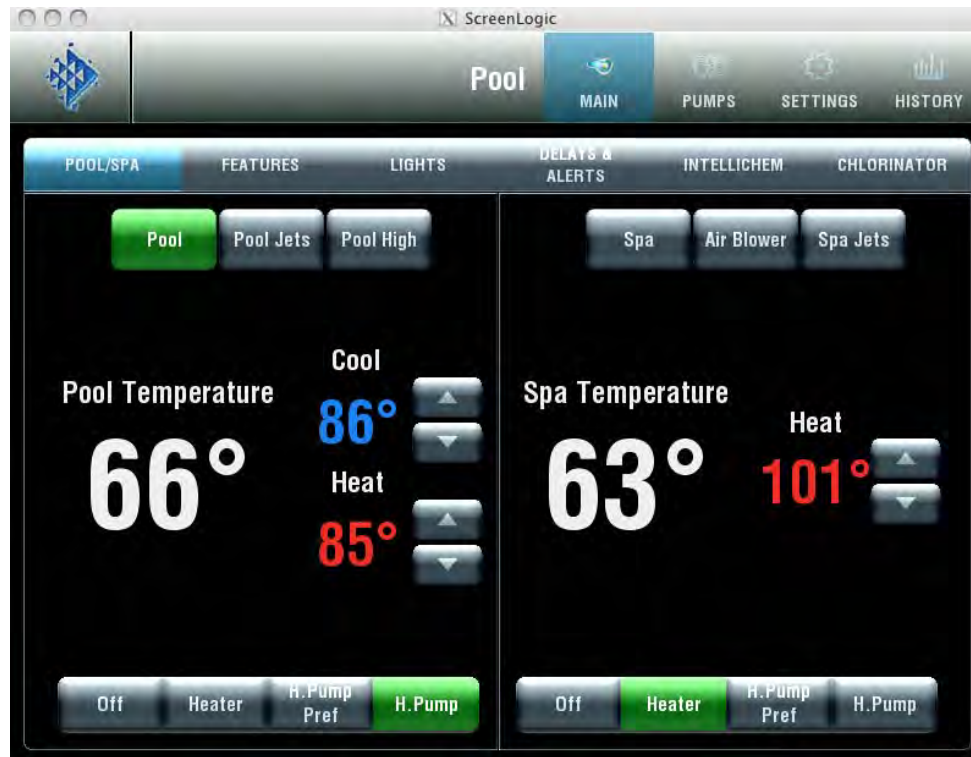 ScreenLogic
Pool
MAIN
PUMPS
SETTINGS
HISTORY
POOL/SPA
FEATURES
LIGHTS
DELAYS &
ALERTS
INTELLICHEM
CHLORINATOR
Pool
Pool Jets
Pool High
Spa
Air Blower
Spa Jets
Pool Temperature
66°
Cool
86°
Heat
85°
Spa Temperature
63°
Heat
101°
Off
Heater
H.Pump
Pref
H.Pump
Off
Heater
H.Pump
Pref
H.Pump